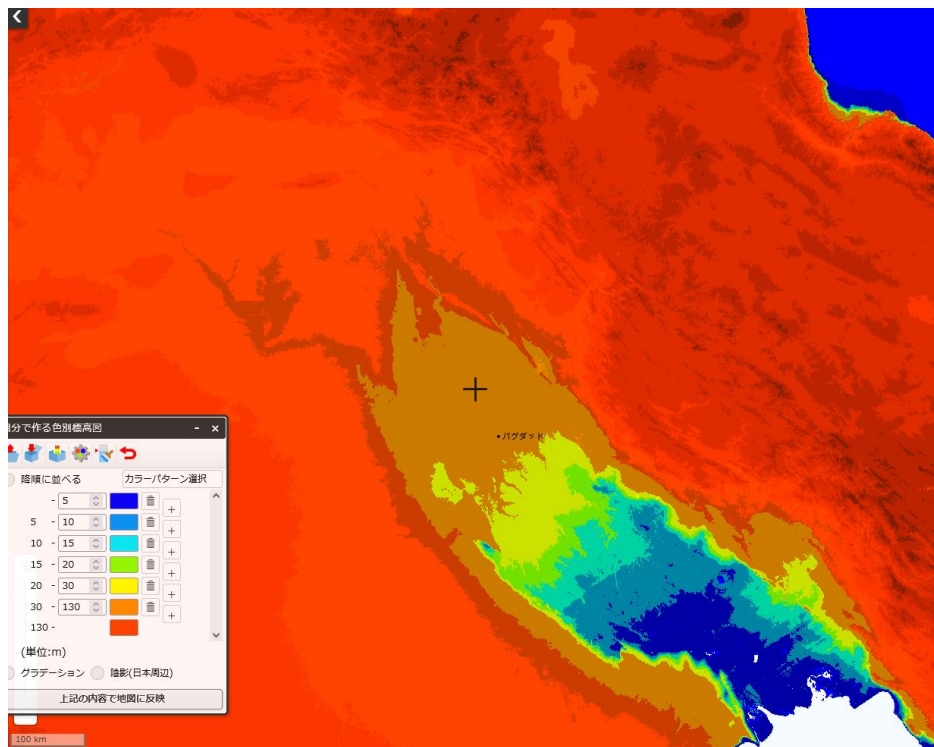 バグダッド
自分で作る色別標高図 - ×
降順に並べる カラーパターン選択
- 5 +
5 - 10 +
10 - 15 +
15 - 20 +
20 - 30 +
30 - 130 +
130 -
(単位:m)
グラデーション 陰影(日本周辺)
上記の内容で地図に反映
100 km